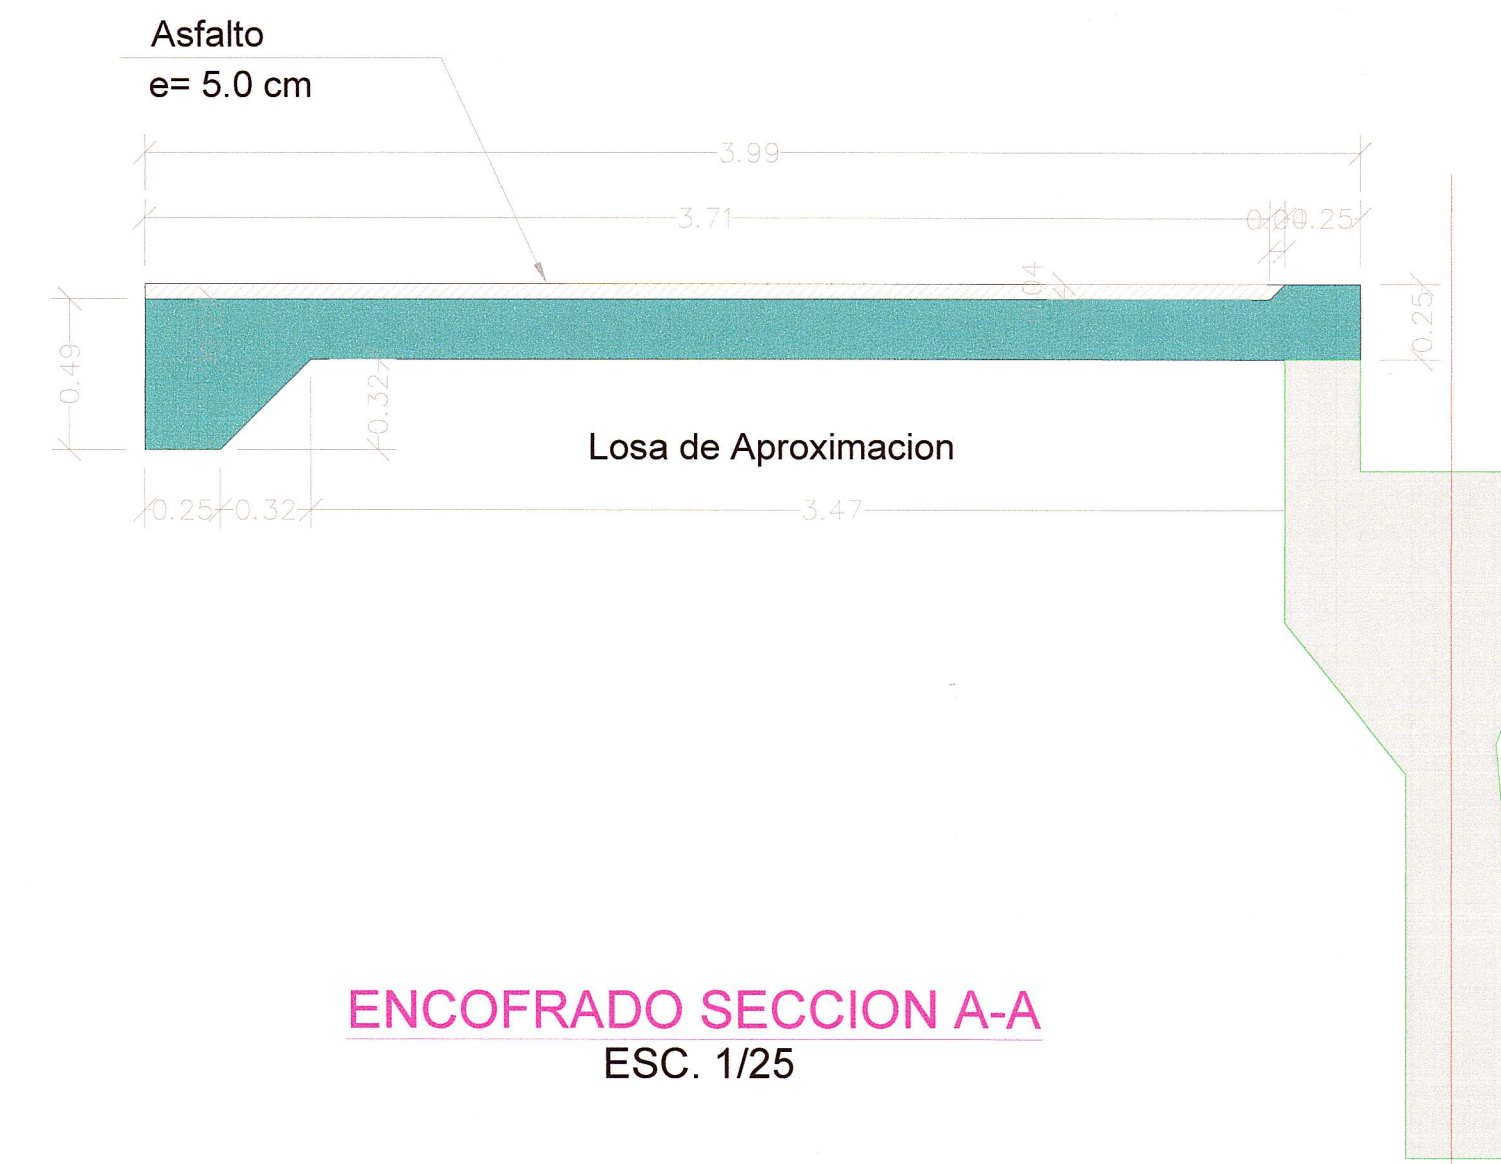 Asfalto
e= 5.0 cm
3.99
3.71
0.25
0.04
0.25
0.49
0.32
Losa de Aproximacion
0.25
0.32
3.47
ENCOFRADO SECCION A-A
ESC. 1/25